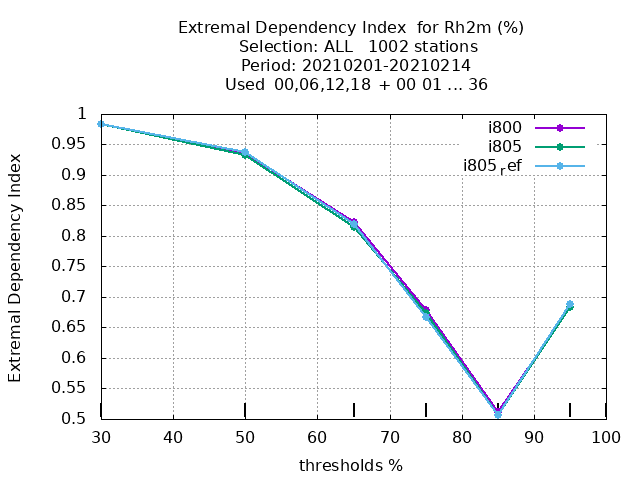 Extremal Dependency Index  for Rh2m (%)
Selection: ALL   1002 stations
Period: 20210201-20210214
Used  00,06,12,18  + 00 01 ... 36
Extremal Dependency Index
1
0.95
0.9
0.85
0.8
0.75
0.7
0.65
0.6
0.55
0.5
i800
i805
i805ref
30 40 50 60 70 80 90 100
thresholds %